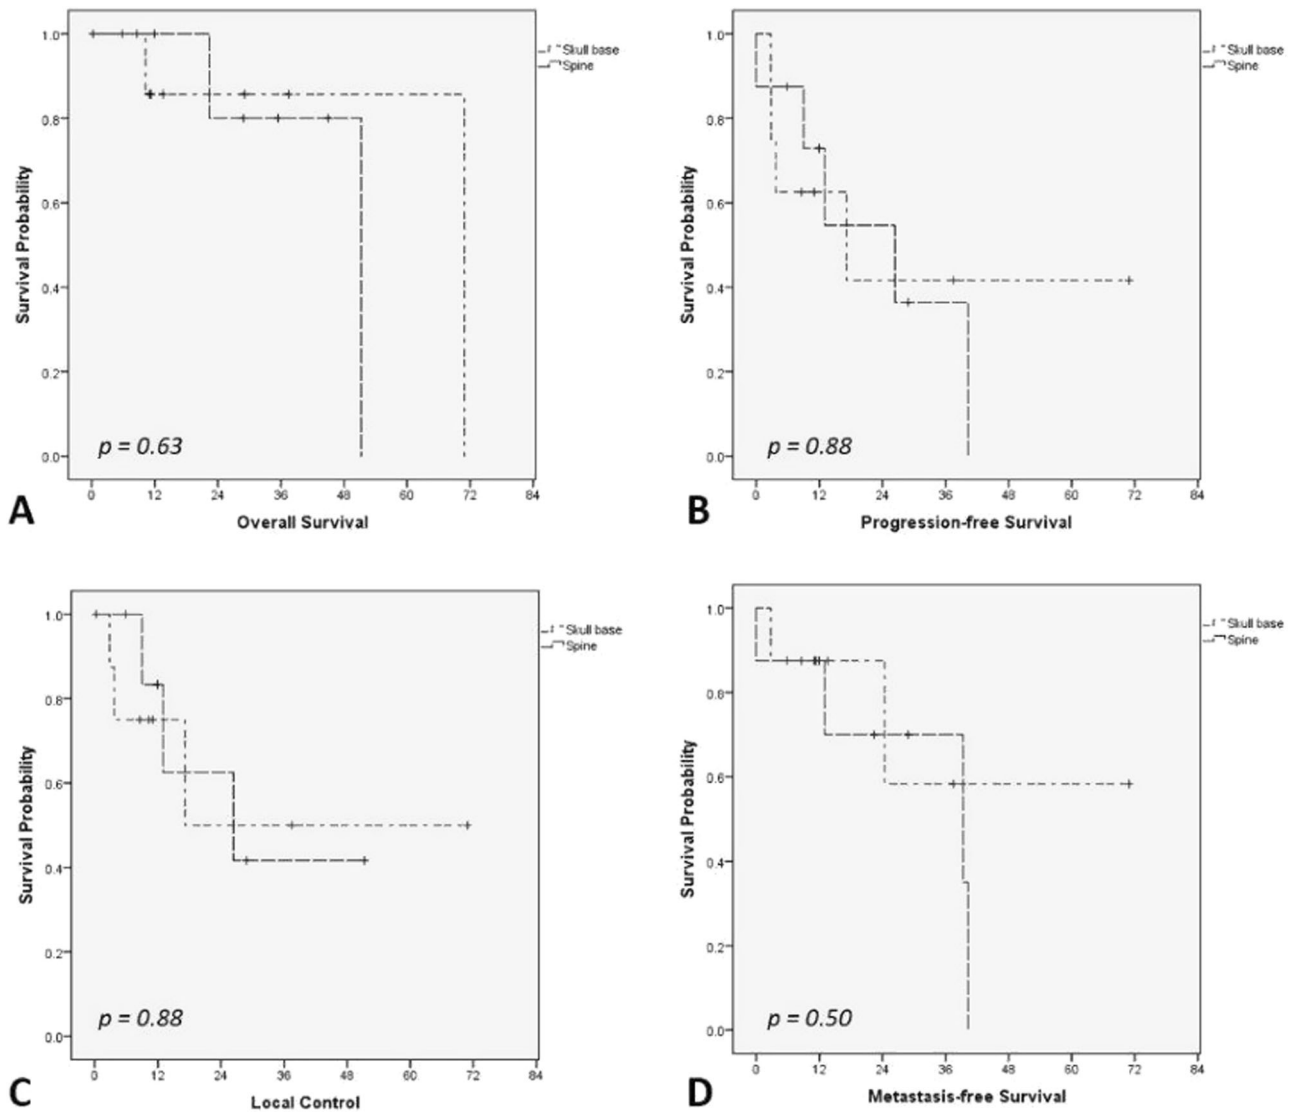 1.0
0.8
0.6
0.4
0.2
0.0
Survival Probability
Skull base
Spine
p = 0.63
0 12 24 36 48 60 72 84
A
Overall Survival
1.0
0.8
0.6
0.4
0.2
0.0
Survival Probability
Skull base
Spine
p = 0.88
0 12 24 36 48 60 72 84
B
Progression-free Survival
1.0
0.8
0.6
0.4
0.2
0.0
Survival Probability
Skull base
Spine
p = 0.88
0 12 24 36 48 60 72 84
C
Local Control
1.0
0.8
0.6
0.4
0.2
0.0
Survival Probability
Skull base
Spine
p = 0.50
0 12 24 36 48 60 72 84
D
Metastasis-free Survival